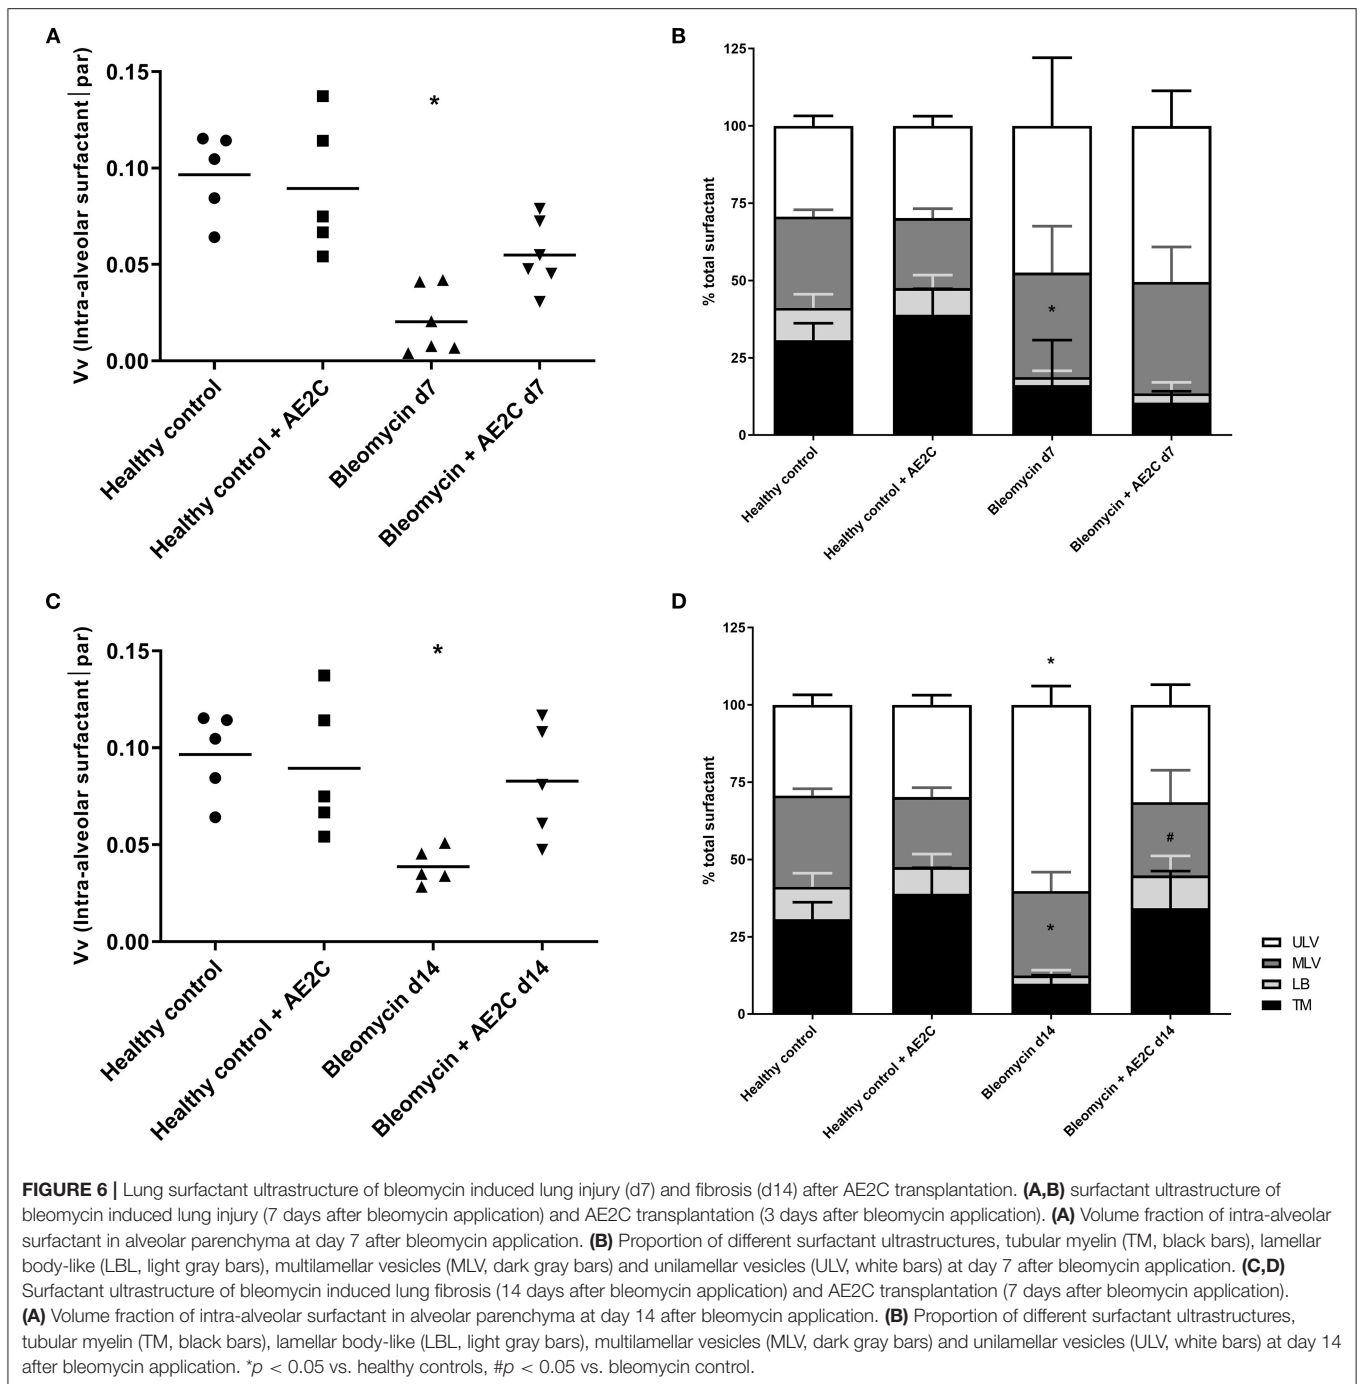 A
Vv (Intra-alveolar surfactant|par)
0.15
0.10
0.05
0.00
*
Healthy control
Healthy control + AE2C
Bleomycin d7
Bleomycin + AE2C d7
B
% total surfactant
125
100
75
50
25
0
*
Healthy control
Healthy control + AE2C
Bleomycin d7
Bleomycin + AE2C d7
C
Vv (Intra-alveolar surfactant|par)
0.15
0.10
0.05
0.00
*
Healthy control
Healthy control + AE2C
Bleomycin d14
Bleomycin + AE2C d14
D
% total surfactant
125
100
75
50
25
0
*
*
#
Healthy control
Healthy control + AE2C
Bleomycin d14
Bleomycin + AE2C d14
ULV
MLV
LB
TM
FIGURE 6 | Lung surfactant ultrastructure of bleomycin induced lung injury (d7) and fibrosis (d14) after AE2C transplantation. (A,B) surfactant ultrastructure of
bleomycin induced lung injury (7 days after bleomycin application) and AE2C transplantation (3 days after bleomycin application). (A) Volume fraction of intra-alveolar
surfactant in alveolar parenchyma at day 7 after bleomycin application. (B) Proportion of different surfactant ultrastructures, tubular myelin (TM, black bars), lamellar
body-like (LBL, light gray bars), multilamellar vesicles (MLV, dark gray bars) and unilamellar vesicles (ULV, white bars) at day 7 after bleomycin application. (C,D)
Surfactant ultrastructure of bleomycin induced lung fibrosis (14 days after bleomycin application) and AE2C transplantation (7 days after bleomycin application).
(A) Volume fraction of intra-alveolar surfactant in alveolar parenchyma at day 14 after bleomycin application. (B) Proportion of different surfactant ultrastructures,
tubular myelin (TM, black bars), lamellar body-like (LBL, light gray bars), multilamellar vesicles (MLV, dark gray bars) and unilamellar vesicles (ULV, white bars) at day 14
after bleomycin application. *p < 0.05 vs. healthy controls, #p < 0.05 vs. bleomycin control.